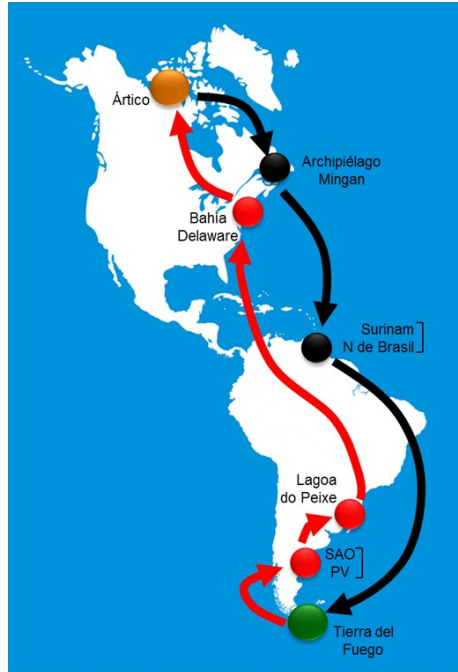 Ártico
Archipiélago
Mingan
Bahía
Delaware
Surinam
N de Brasil
Lagoa
do Peixe
SAO
PV
Tierra del
Fuego